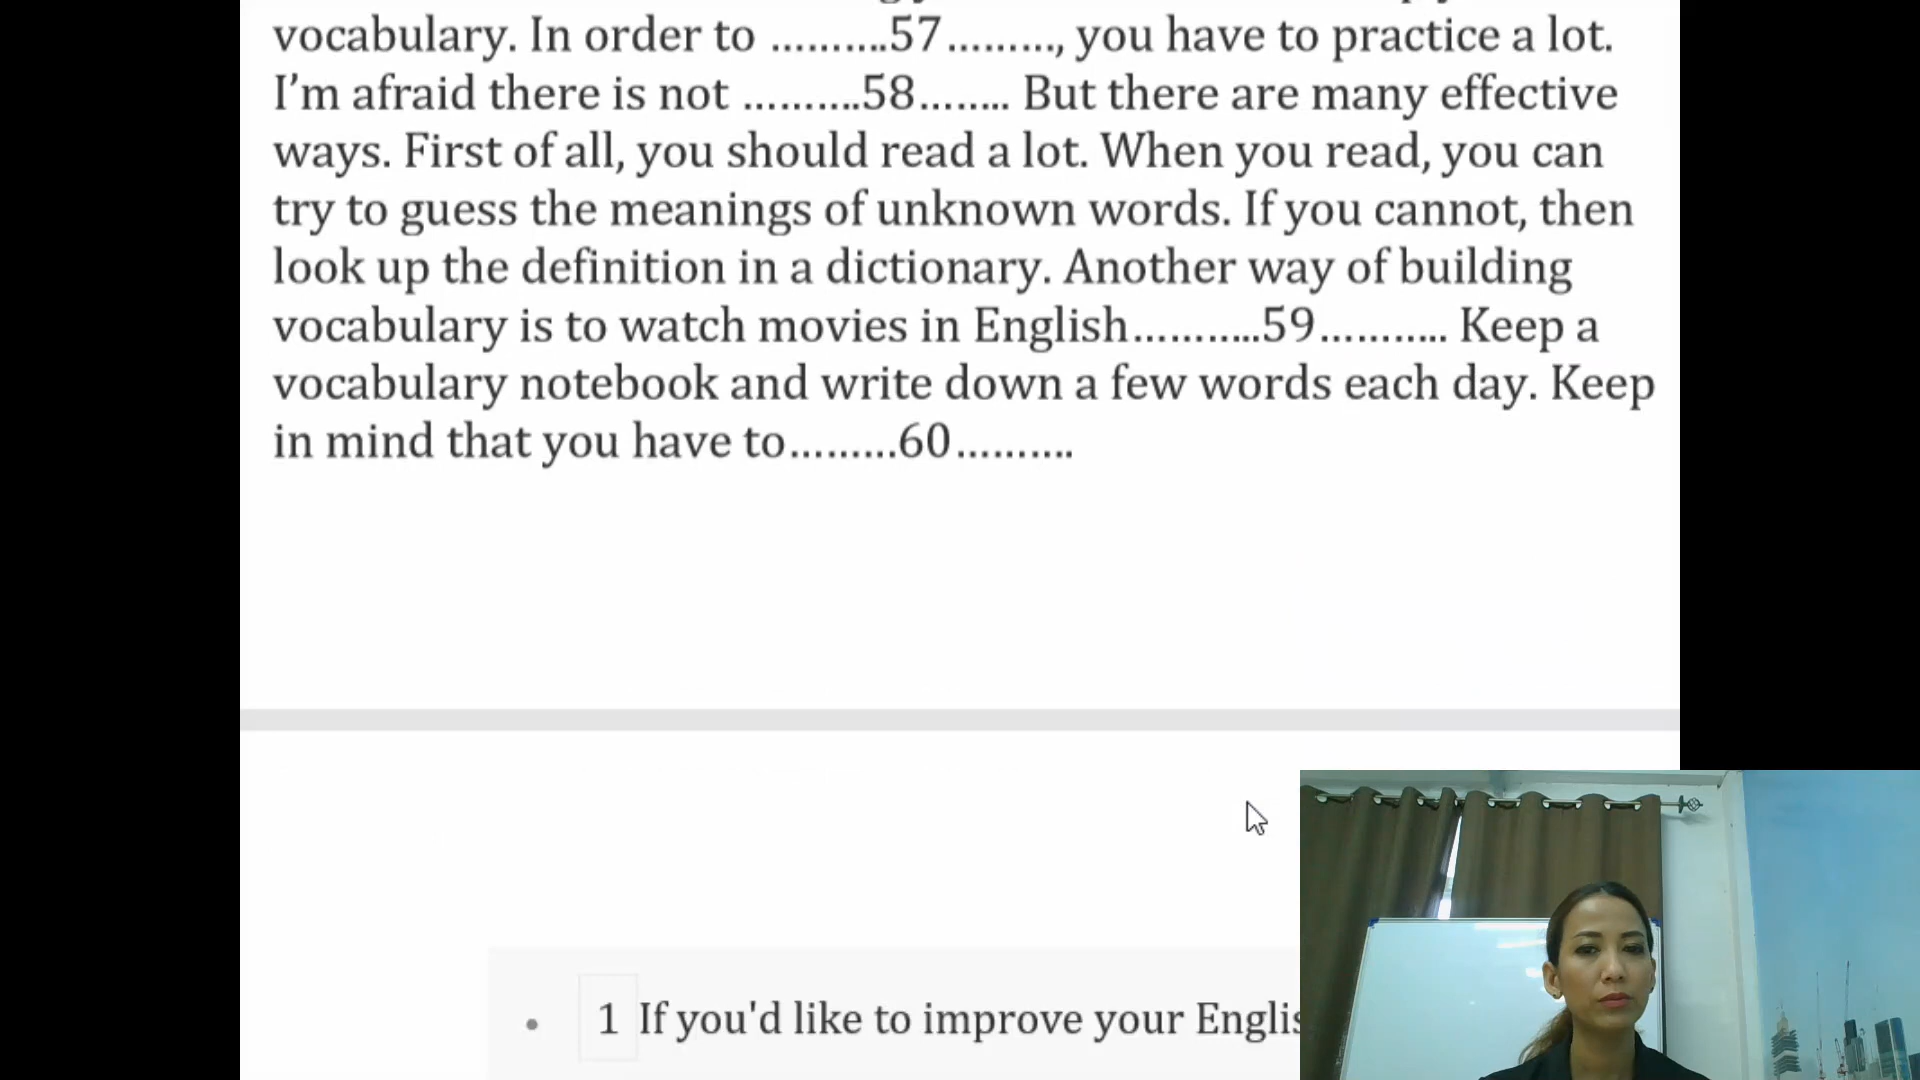 vocabulary. In order to ..........57........., you have to practice a lot.
I’m afraid there is not ..........58........ But there are many effective
ways. First of all, you should read a lot. When you read, you can
try to guess the meanings of unknown words. If you cannot, then
look up the definition in a dictionary. Another way of building
vocabulary is to watch movies in English...........59........... Keep a
vocabulary notebook and write down a few words each day. Keep
in mind that you have to.........60..........
1 If you'd like to improve your Englis